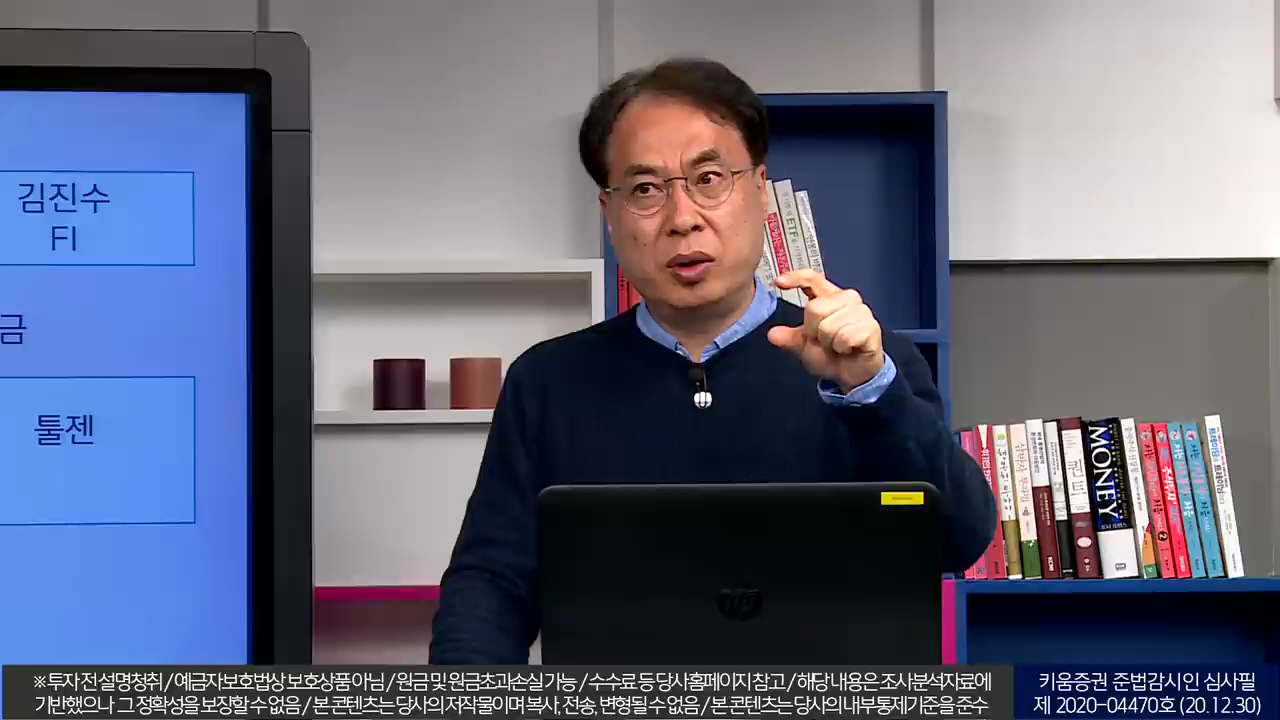 김진수
FI
금
툴젠
ETF
퀀트
MONEY
hp
※ 투자 전 설명청취 / 예금자보호법상 보호상품 아님 / 원금 및 원금초과손실 가능 / 수수료 등 당사홈페이지 참고 / 해당 내용은 조사분석자료에
기반했으나 그 정확성을 보장할 수 없음 / 본 콘텐츠는 당사의 저작물이며 복사, 전송, 변형될 수 없음 / 본 콘텐츠는 당사의 내부통제기준을 준수
키움증권 준법감시인 심사필
제 2020-04470호 (20.12.30)